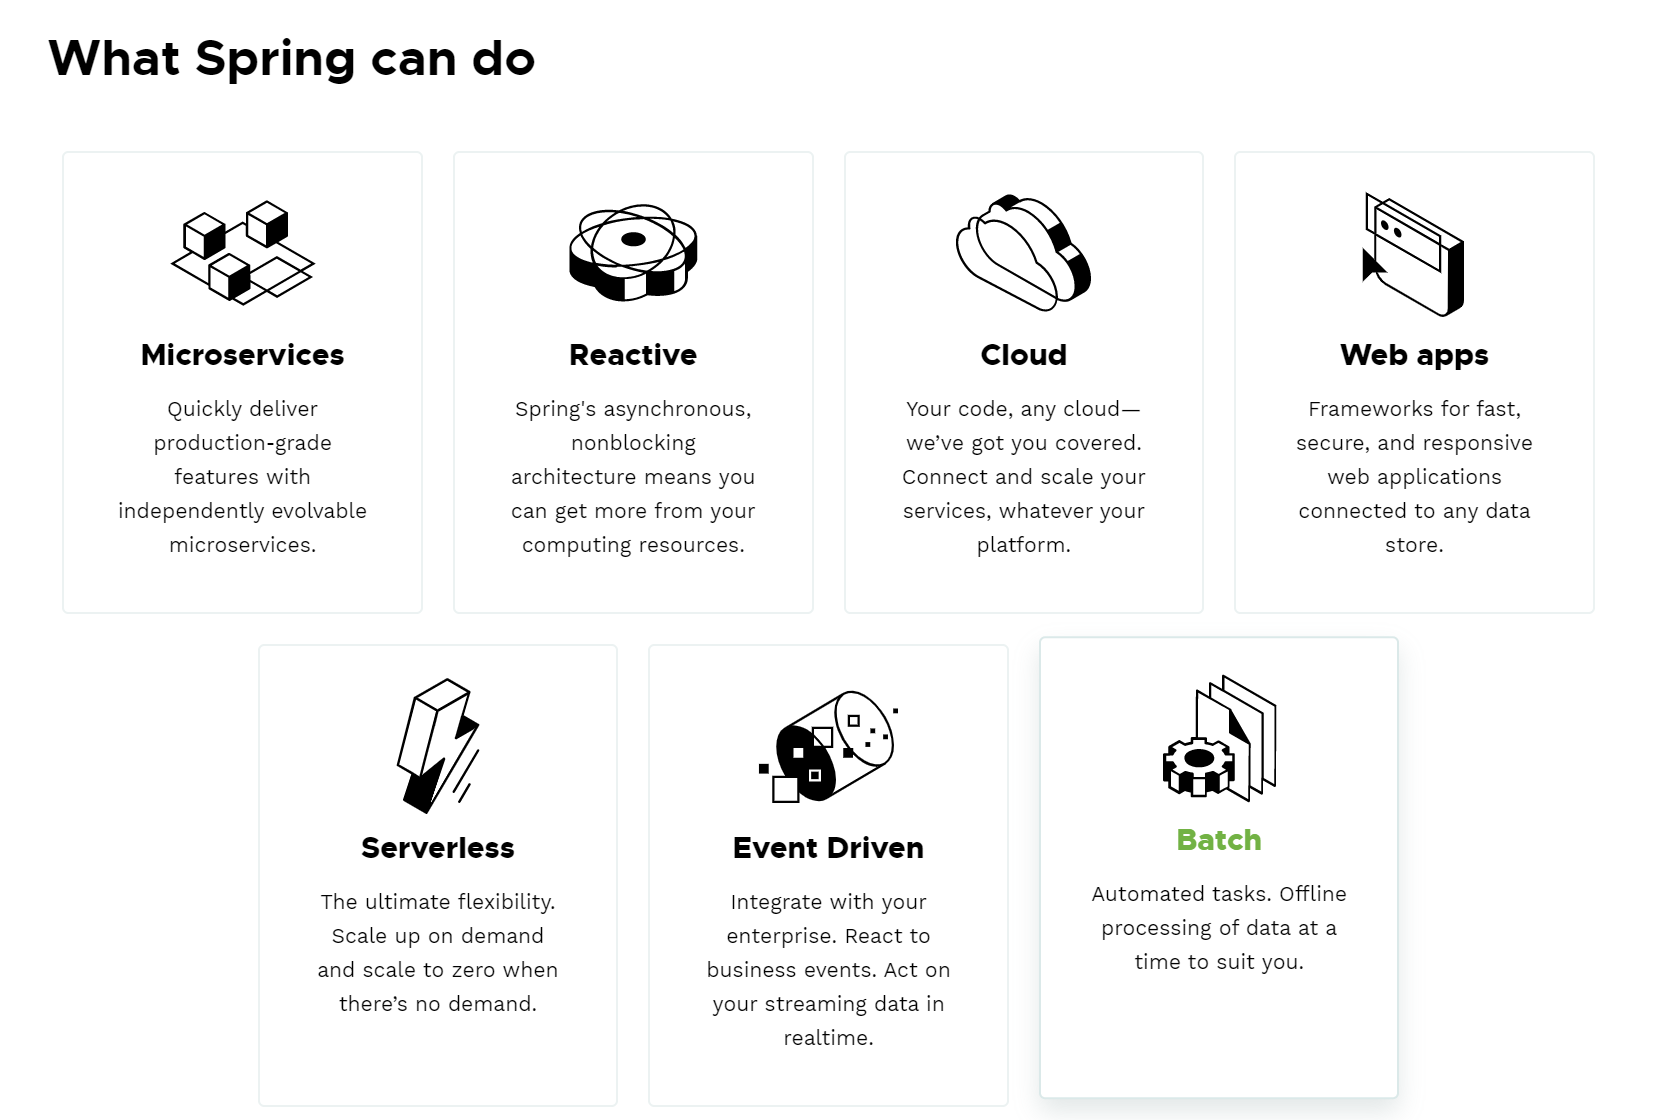 What Spring can do
Microservices
Quickly deliver
production-grade
features with
independently evolvable
microservices.
Reactive
Spring's asynchronous,
nonblocking
architecture means you
can get more from your
computing resources.
Cloud
Your code, any cloud—
we’ve got you covered.
Connect and scale your
services, whatever your
platform.
Web apps
Frameworks for fast,
secure, and responsive
web applications
connected to any data
store.
Serverless
The ultimate flexibility.
Scale up on demand
and scale to zero when
there’s no demand.
Event Driven
Integrate with your
enterprise. React to
business events. Act on
your streaming data in
realtime.
Batch
Automated tasks. Offline
processing of data at a
time to suit you.